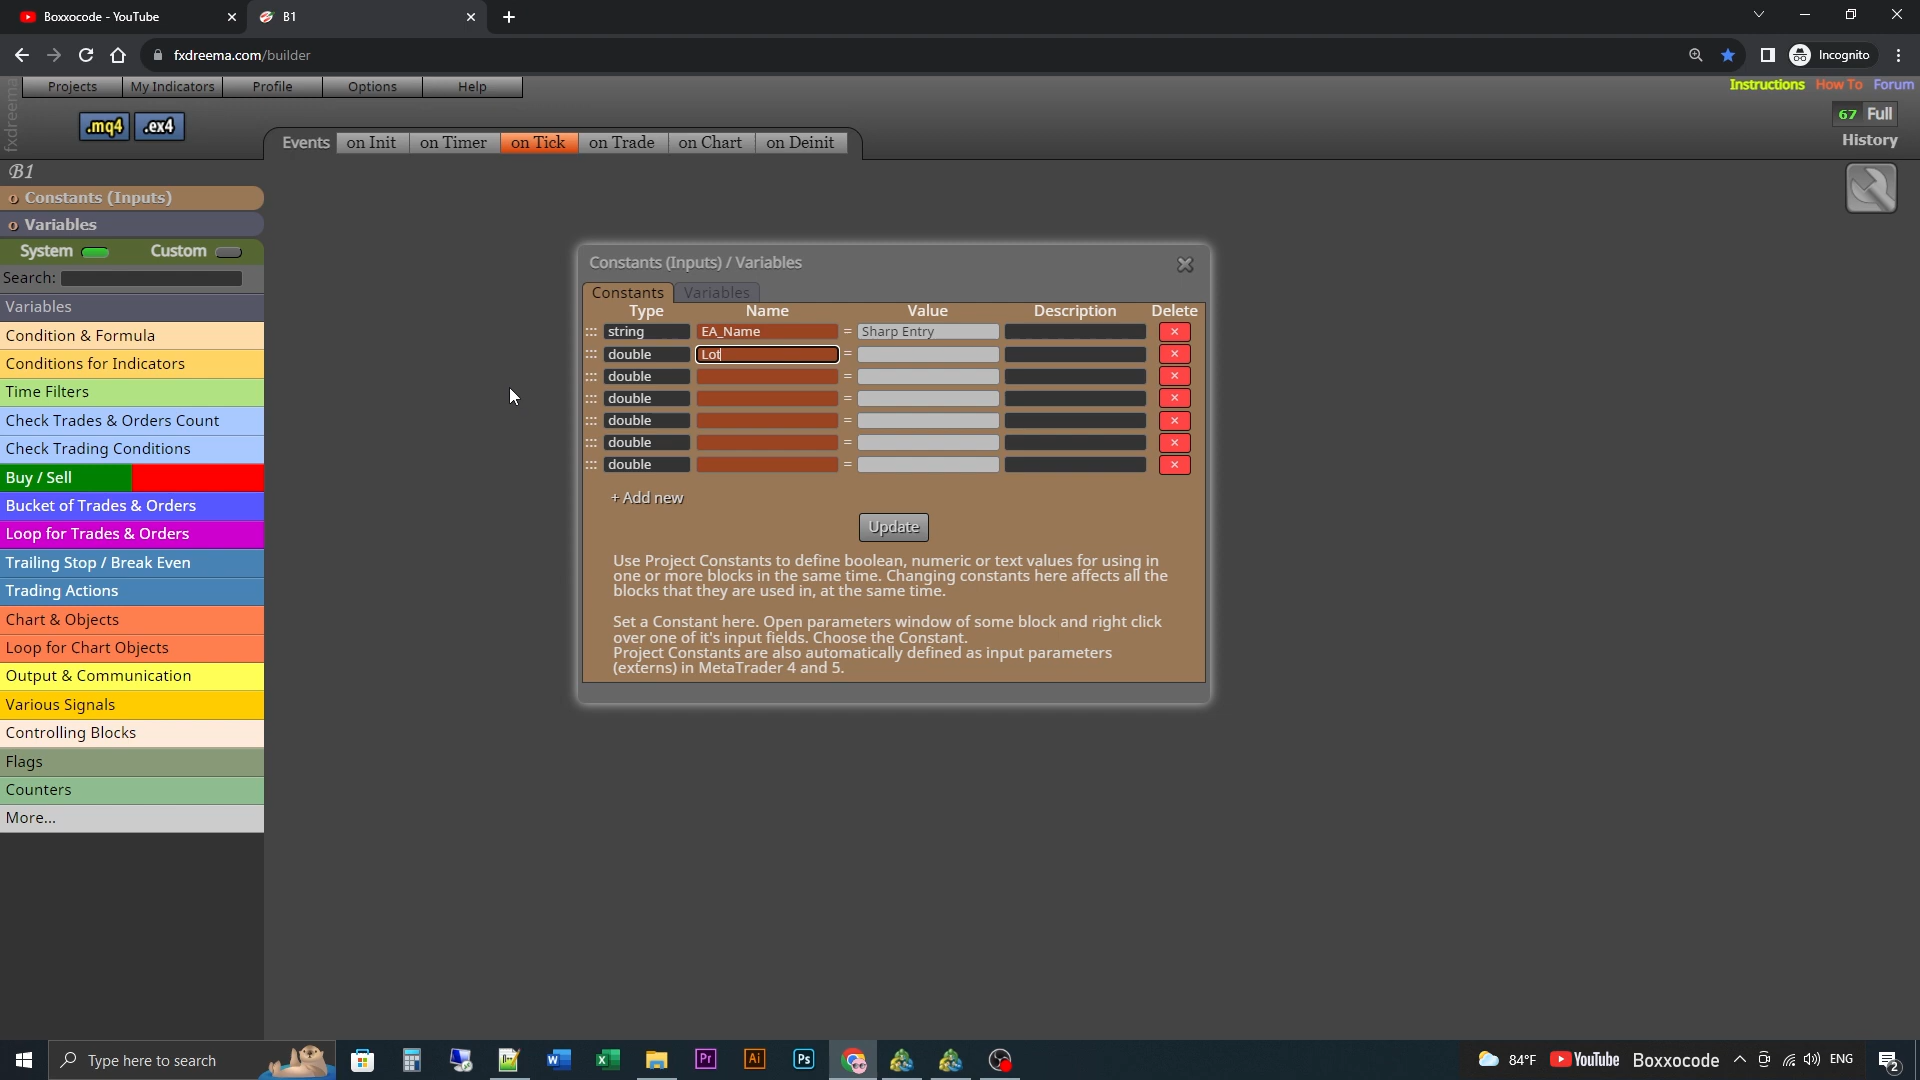 Boxxocode - YouTube
B1
fxdreema.com/builder
Incognito
Projects
My Indicators
Profile
Options
Help
Instructions
How To
Forum
fxdreema
.mq4
.ex4
67 Full
History
Events
on Init
on Timer
on Tick
on Trade
on Chart
on Deinit
B1
o Constants (Inputs)
o Variables
System
Custom
Search:
Variables
Condition & Formula
Conditions for Indicators
Time Filters
Check Trades & Orders Count
Check Trading Conditions
Buy / Sell
Bucket of Trades & Orders
Loop for Trades & Orders
Trailing Stop / Break Even
Trading Actions
Chart & Objects
Loop for Chart Objects
Output & Communication
Various Signals
Controlling Blocks
Flags
Counters
More...
Constants (Inputs) / Variables
Constants
Variables
Type Name Value Description Delete
::: string EA_Name = Sharp Entry ×
::: double Lot = ×
::: double = ×
::: double = ×
::: double = ×
::: double = ×
::: double = ×
+ Add new
Update
Use Project Constants to define boolean, numeric or text values for using in
one or more blocks in the same time. Changing constants here affects all the
blocks that they are used in, at the same time.
Set a Constant here. Open parameters window of some block and right click
over one of it's input fields. Choose the Constant.
Project Constants are also automatically defined as input parameters
(externs) in MetaTrader 4 and 5.
Type here to search
Pr
Ai
Ps
84°F
YouTube
Boxxocode
ENG
2